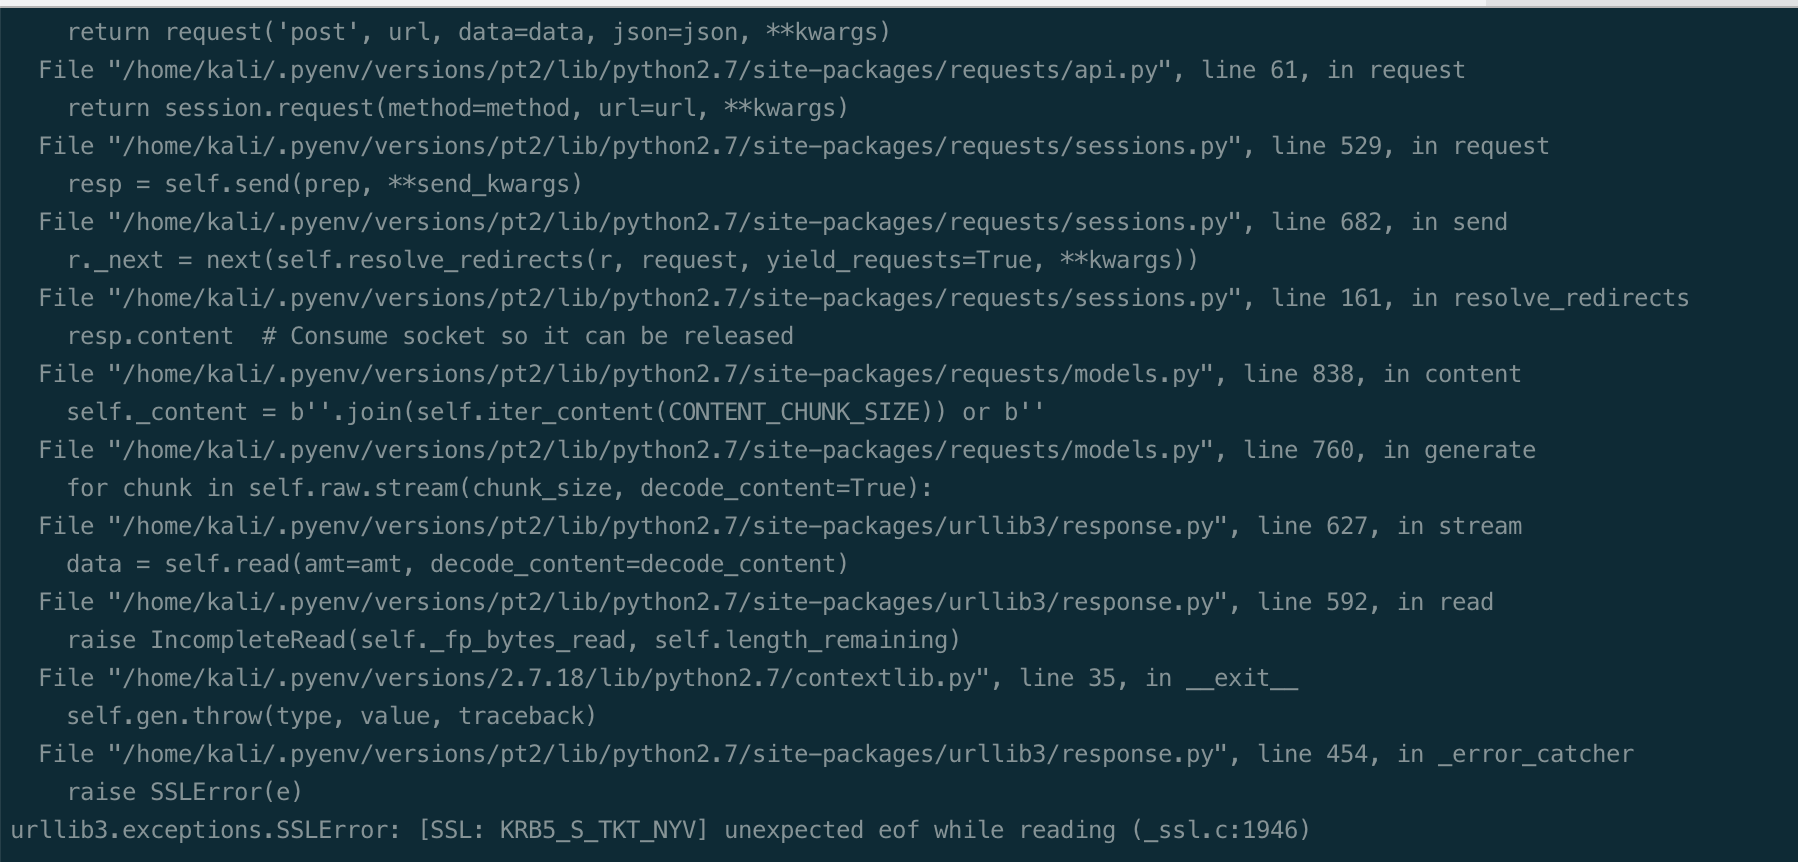 return request('post', url, data=data, json=json, **kwargs)
File "/home/kali/.pyenv/versions/pt2/lib/python2.7/site-packages/requests/api.py", line 61, in request
return session.request(method=method, url=url, **kwargs)
File "/home/kali/.pyenv/versions/pt2/lib/python2.7/site-packages/requests/sessions.py", line 529, in request
resp = self.send(prep, **send_kwargs)
File "/home/kali/.pyenv/versions/pt2/lib/python2.7/site-packages/requests/sessions.py", line 682, in send
r._next = next(self.resolve_redirects(r, request, yield_requests=True, **kwargs))
File "/home/kali/.pyenv/versions/pt2/lib/python2.7/site-packages/requests/sessions.py", line 161, in resolve_redirects
resp.content  # Consume socket so it can be released
File "/home/kali/.pyenv/versions/pt2/lib/python2.7/site-packages/requests/models.py", line 838, in content
self._content = b''.join(self.iter_content(CONTENT_CHUNK_SIZE)) or b''
File "/home/kali/.pyenv/versions/pt2/lib/python2.7/site-packages/requests/models.py", line 760, in generate
for chunk in self.raw.stream(chunk_size, decode_content=True):
File "/home/kali/.pyenv/versions/pt2/lib/python2.7/site-packages/urllib3/response.py", line 627, in stream
data = self.read(amt=amt, decode_content=decode_content)
File "/home/kali/.pyenv/versions/pt2/lib/python2.7/site-packages/urllib3/response.py", line 592, in read
raise IncompleteRead(self._fp_bytes_read, self.length_remaining)
File "/home/kali/.pyenv/versions/2.7.18/lib/python2.7/contextlib.py", line 35, in __exit__
self.gen.throw(type, value, traceback)
File "/home/kali/.pyenv/versions/pt2/lib/python2.7/site-packages/urllib3/response.py", line 454, in _error_catcher
raise SSLError(e)
urllib3.exceptions.SSLError: [SSL: KRB5_S_TKT_NYV] unexpected eof while reading (_ssl.c:1946)